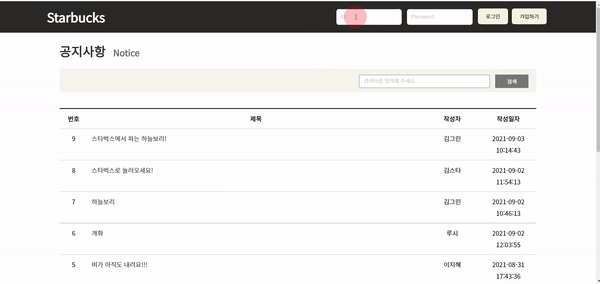 Starbucks
Password
로그인
가입하기
공지사항 Notice
검색어를 입력해 주세요.
검색
번호 제목 작성자 작성일자
9 스타벅스에서 파는 하늘보리! 김그린 2021-09-03
10:14:43
8 스타벅스로 놀러오세요! 김스타 2021-09-02
11:54:13
7 하늘보리 김그린 2021-09-02
10:46:13
6 개화 루시 2021-09-02
12:03:55
5 비가 아직도 내려요!!! 이지혜 2021-08-31
17:43:36